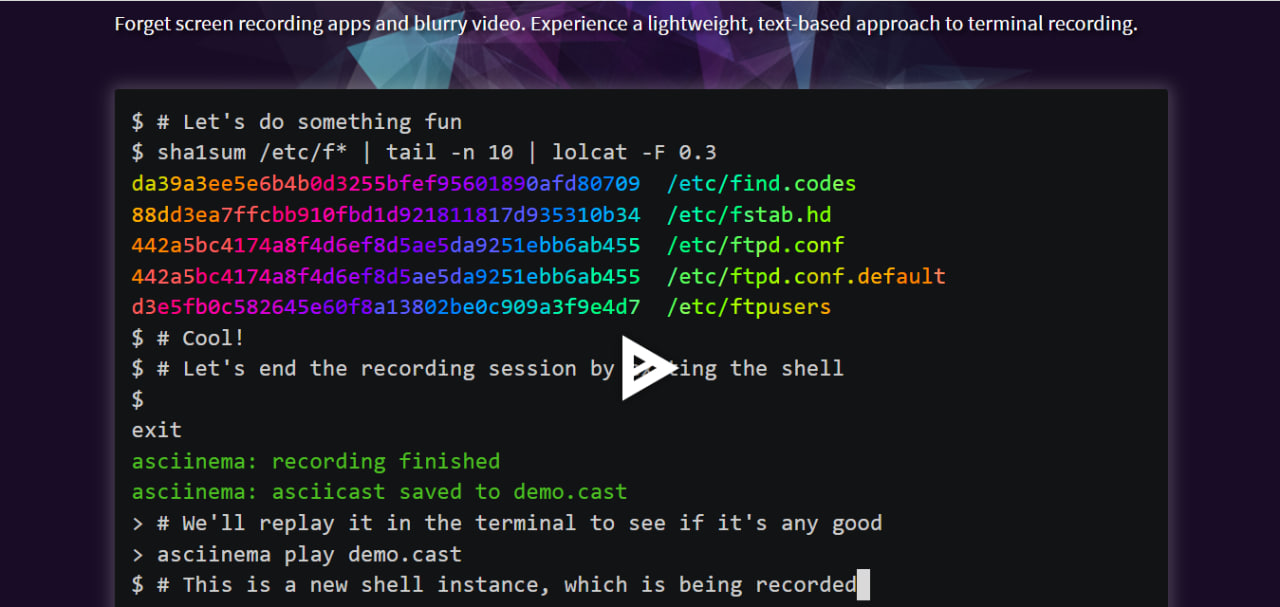 Forget screen recording apps and blurry video. Experience a lightweight, text-based approach to terminal recording.
$ # Let's do something fun
$ sha1sum /etc/f* | tail -n 10 | lolcat -F 0.3
da39a3ee5e6b4b0d3255bfef95601890afd80709  /etc/find.codes
88dd3ea7ffcbb910fbd1d921811817d935310b34  /etc/fstab.hd
442a5bc4174a8f4d6ef8d5ae5da9251ebb6ab455  /etc/ftpd.conf
442a5bc4174a8f4d6ef8d5ae5da9251ebb6ab455  /etc/ftpd.conf.default
d3e5fb0c582645e60f8a13802be0c909a3f9e4d7  /etc/ftpusers
$ # Cool!
$ # Let's end the recording session by ting the shell
$
exit
asciinema: recording finished
asciinema: asciicast saved to demo.cast
> # We'll replay it in the terminal to see if it's any good
> asciinema play demo.cast
$ # This is a new shell instance, which is being recorded